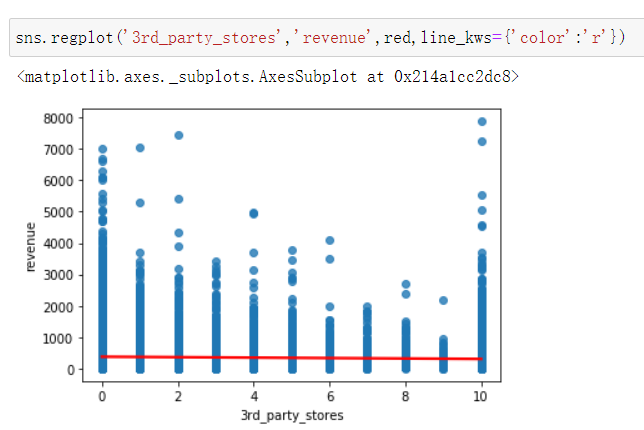 sns.regplot('3rd_party_stores','revenue',red,line_kws={'color':'r'})
<matplotlib.axes._subplots.AxesSubplot at 0x214a1cc2dc8>
8000
7000
6000
5000
4000
3000
2000
1000
0
revenue
0 2 4 6 8 10
3rd_party_stores